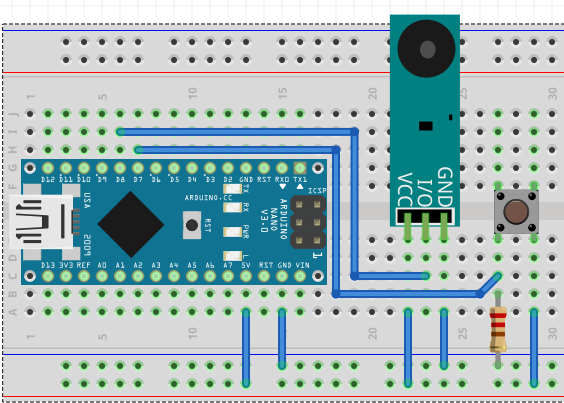 1 5 10 15 20 25 30
J
I
H
G
F
D12 D11 D10 D9 D8 D7 D6 D5 D4 D3 D2 GND RST RX0 TX1
TX
RX
PWR
L
ARDUINO.CC
RST
ARDUINO
NANO
V3.0
ICSP
1
USA
2009
D13 3V3 REF A0 A1 A2 A3 A4 A5 A6 A7 5V RST GND VIN
VCC
I/O
GND
E
D
C
B
A
1 5 10 15 20 25 30